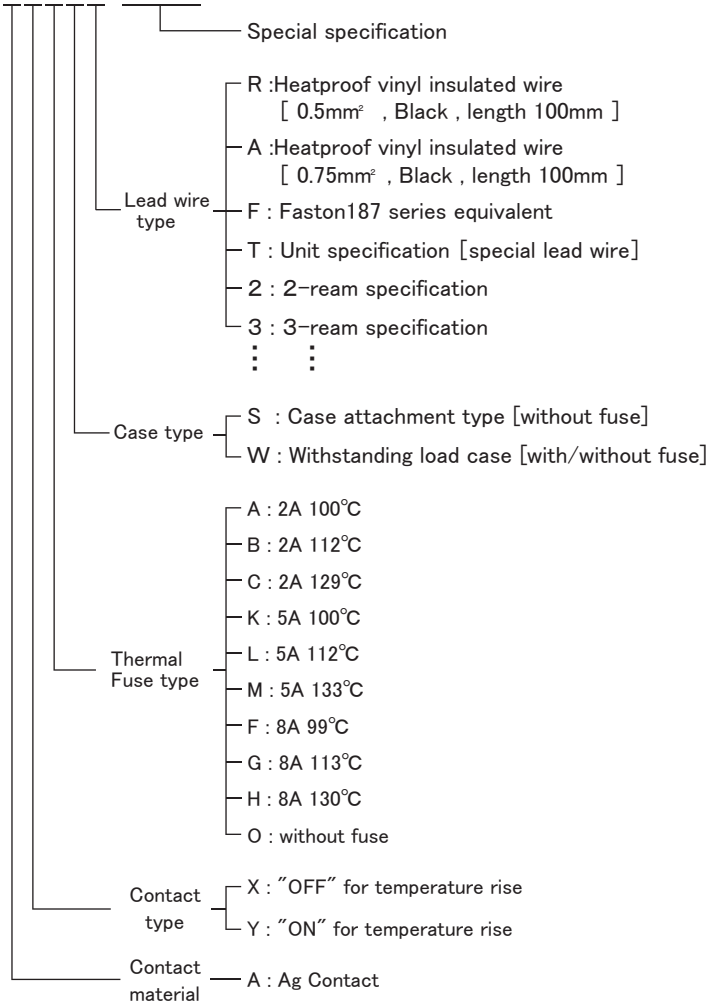 Special specification
R :Heatproof vinyl insulated wire
[ 0.5mm² , Black , length 100mm ]
A :Heatproof vinyl insulated wire
[ 0.75mm² , Black , length 100mm ]
Lead wire
type
F : Faston187 series equivalent
T : Unit specification [special lead wire]
2 : 2-ream specification
3 : 3-ream specification
Case type
S : Case attachment type [without fuse]
W : Withstanding load case [with/without fuse]
A : 2A 100℃
B : 2A 112℃
C : 2A 129℃
K : 5A 100℃
Thermal
Fuse type
L : 5A 112℃
M : 5A 133℃
F : 8A 99℃
G : 8A 113℃
H : 8A 130℃
O : without fuse
Contact
type
X : "OFF" for temperature rise
Y : "ON" for temperature rise
Contact
material
A : Ag Contact